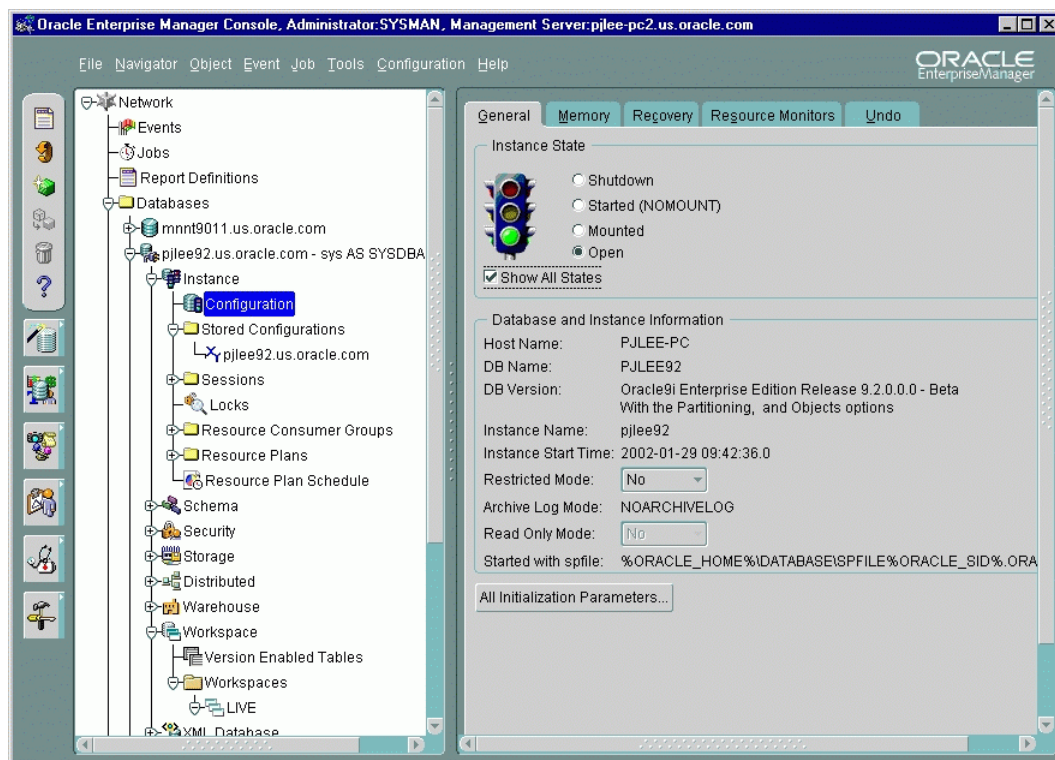 Oracle Enterprise Manager Console, Administrator:SYSMAN, Management Server:pjlee-pc2.us.oracle.com
File Navigator Object Event Job Tools Configuration Help
ORACLE
EnterpriseManager
Network
Events
Jobs
Report Definitions
Databases
mnnt9011.us.oracle.com
pjlee92.us.oracle.com - sys AS SYSDBA
Instance
Configuration
Stored Configurations
pjlee92.us.oracle.com
Sessions
Locks
Resource Consumer Groups
Resource Plans
Resource Plan Schedule
Schema
Security
Storage
Distributed
Warehouse
Workspace
Version Enabled Tables
Workspaces
LIVE
XML Database
General Memory Recovery Resource Monitors Undo
Instance State
Shutdown
Started (NOMOUNT)
Mounted
Open
Show All States
Database and Instance Information
Host Name: PJLEE-PC
DB Name: PJLEE92
DB Version: Oracle9i Enterprise Edition Release 9.2.0.0.0 - Beta
With the Partitioning, and Objects options
Instance Name: pjlee92
Instance Start Time: 2002-01-29 09:42:36.0
Restricted Mode: No
Archive Log Mode: NOARCHIVELOG
Read Only Mode: No
Started with spfile: %ORACLE_HOME%\DATABASE\SPFILE%ORACLE_SID%.ORA
All Initialization Parameters...